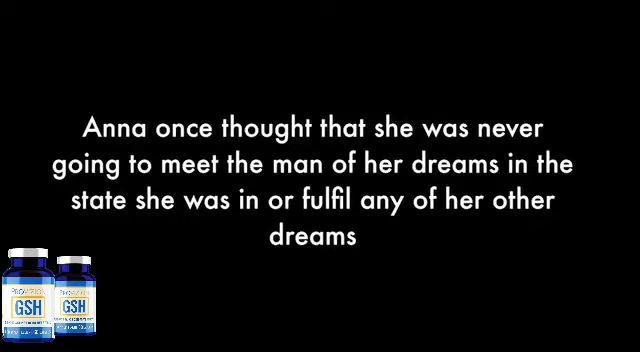 Anna once thought that she was never
going to meet the man of her dreams in the
state she was in or fulfil any of her other
dreams
PROVIZION
GSH
GSH